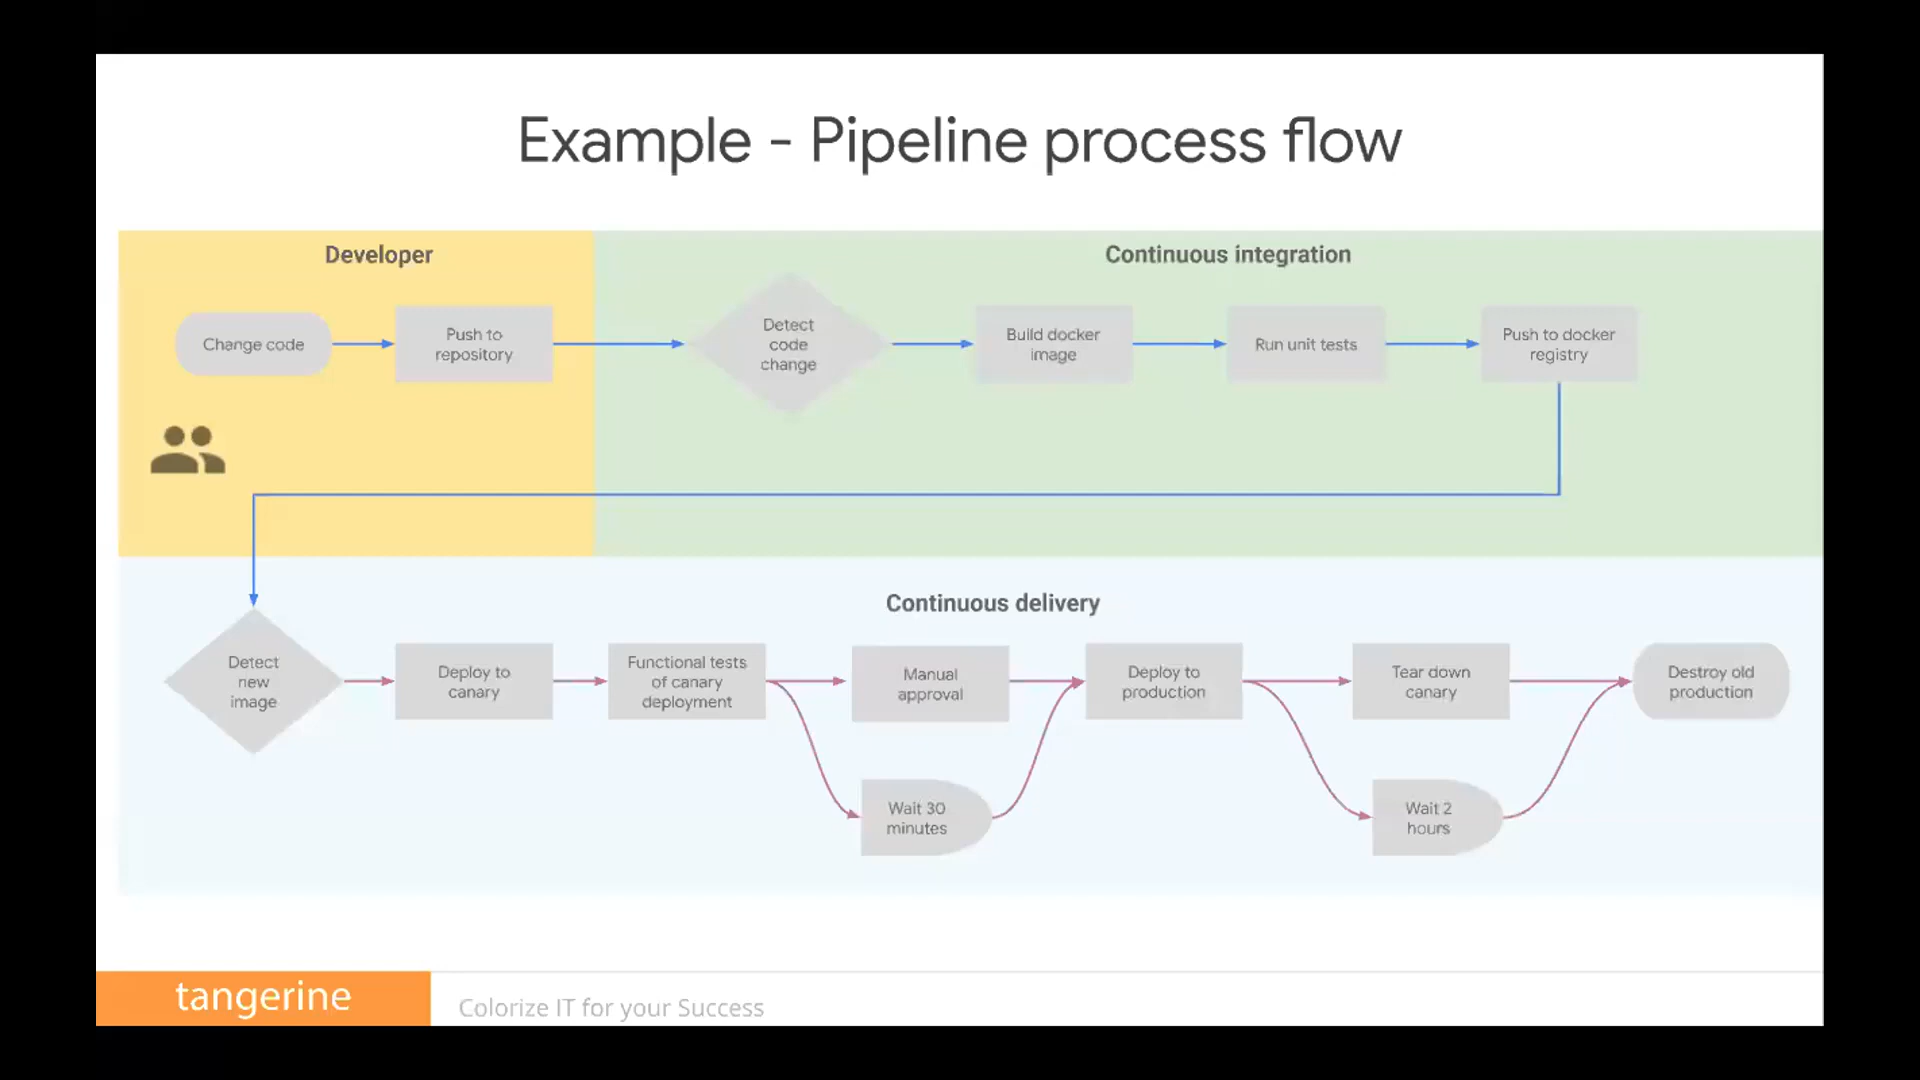 Example - Pipeline process flow
Developer
Continuous integration
Change code
Push to
repository
Detect
code
change
Build docker
image
Run unit tests
Push to docker
registry
Continuous delivery
Detect
new
image
Deploy to
canary
Functional tests
of canary
deployment
Manual
approval
Wait 30
minutes
Deploy to
production
Tear down
canary
Wait 2
hours
Destroy old
production
tangerine
Colorize IT for your Success